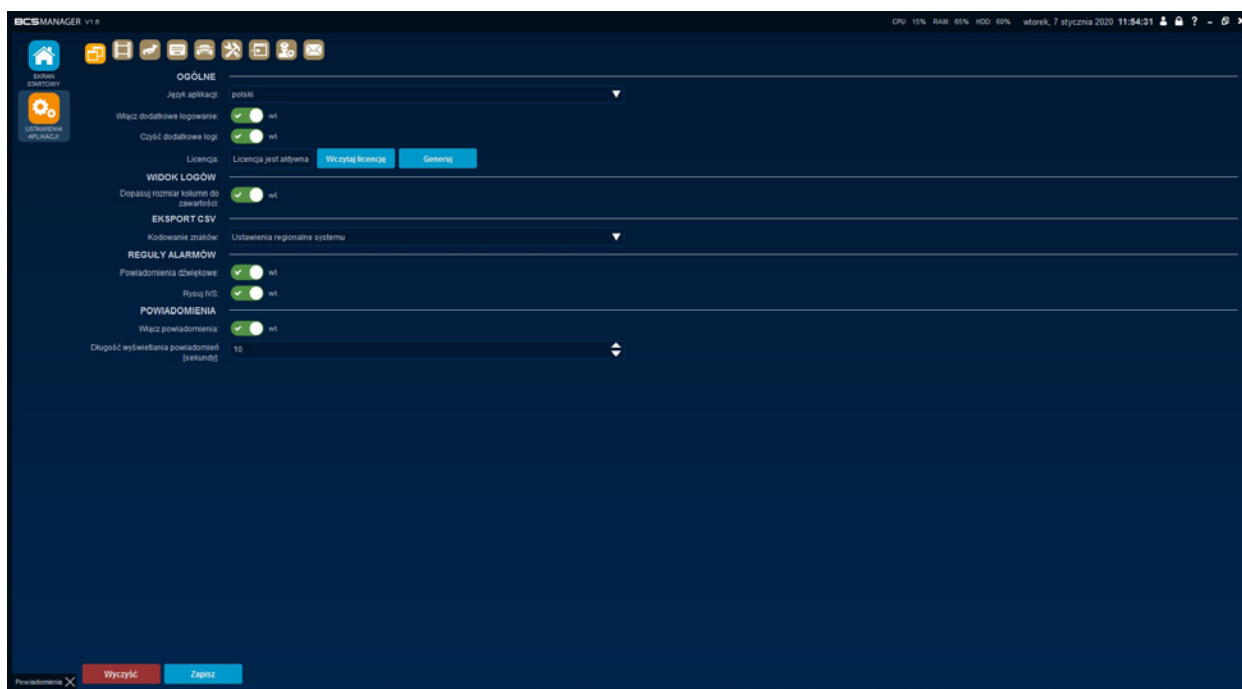 BCSMANAGER V1.8
CPU: 15% RAM: 65% HDD: 60% wtorek, 7 stycznia 2020 11:54:31 ?
EKRAN
STARTOWY
USTAWIENIA
APLIKACJI
OGÓLNE
Język aplikacji: polski
Włącz dodatkowe logowanie: wł.
Czyść dodatkowe logi: wł.
Licencja: Licencja jest aktywna Wczytaj licencję Generuj
WIDOK LOGÓW
Dopasuj rozmiar kolumn do
zawartości: wł.
EKSPORT CSV
Kodowanie znaków: Ustawienia regionalne systemu
REGUŁY ALARMÓW
Powiadomienia dźwiękowe: wł.
Rysuj IVS: wł.
POWIADOMIENIA
Włącz powiadomienia: wł.
Długość wyświetlania powiadomień
[sekundy]: 10
Wyczyść Zapisz
Powiadomienia